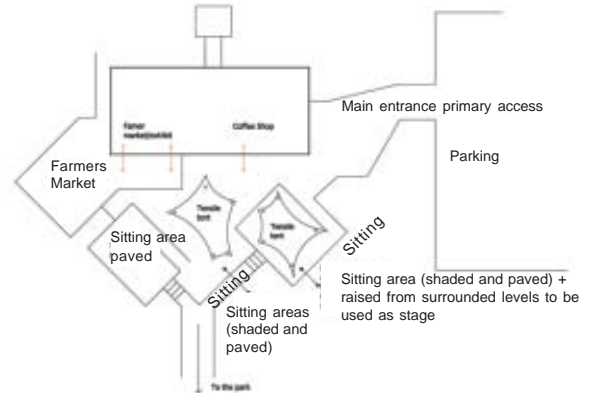 Main entrance primary access
Famer
market/exhibit
Coffee Shop
Parking
Farmers
Market
Tensile
tent
Tensile
tent
Sitting area
paved
Sitting
Sitting
Sitting area (shaded and paved) +
raised from surrounded levels to be
used as stage
Sitting areas
(shaded and
paved)
To the park